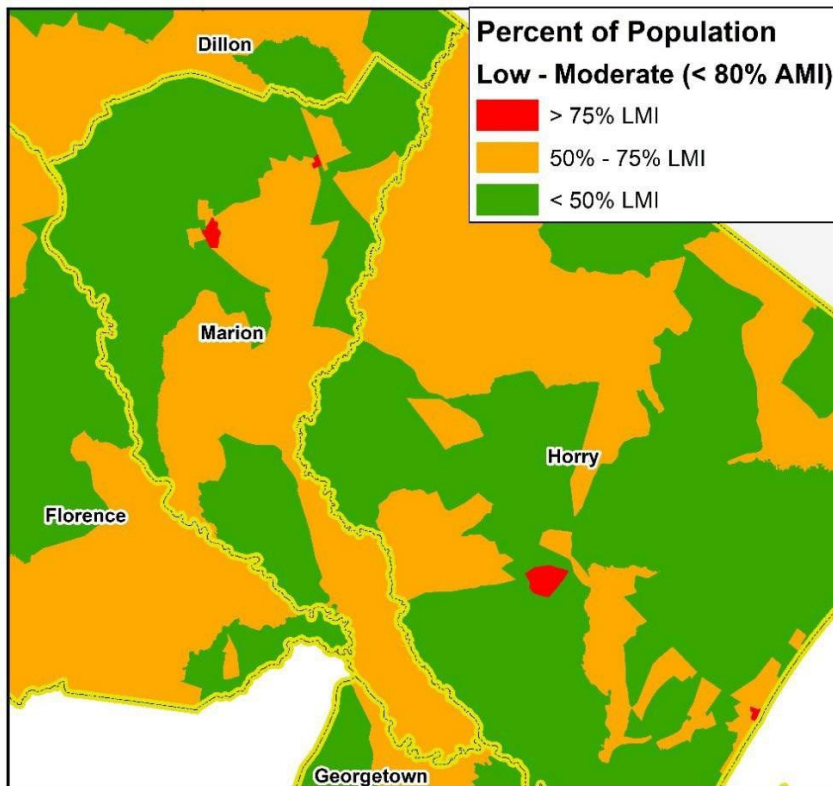 Percent of Population
Low - Moderate (< 80% AMI)
> 75% LMI
50% - 75% LMI
< 50% LMI
Dillon
Marion
Horry
Florence
Georgetown